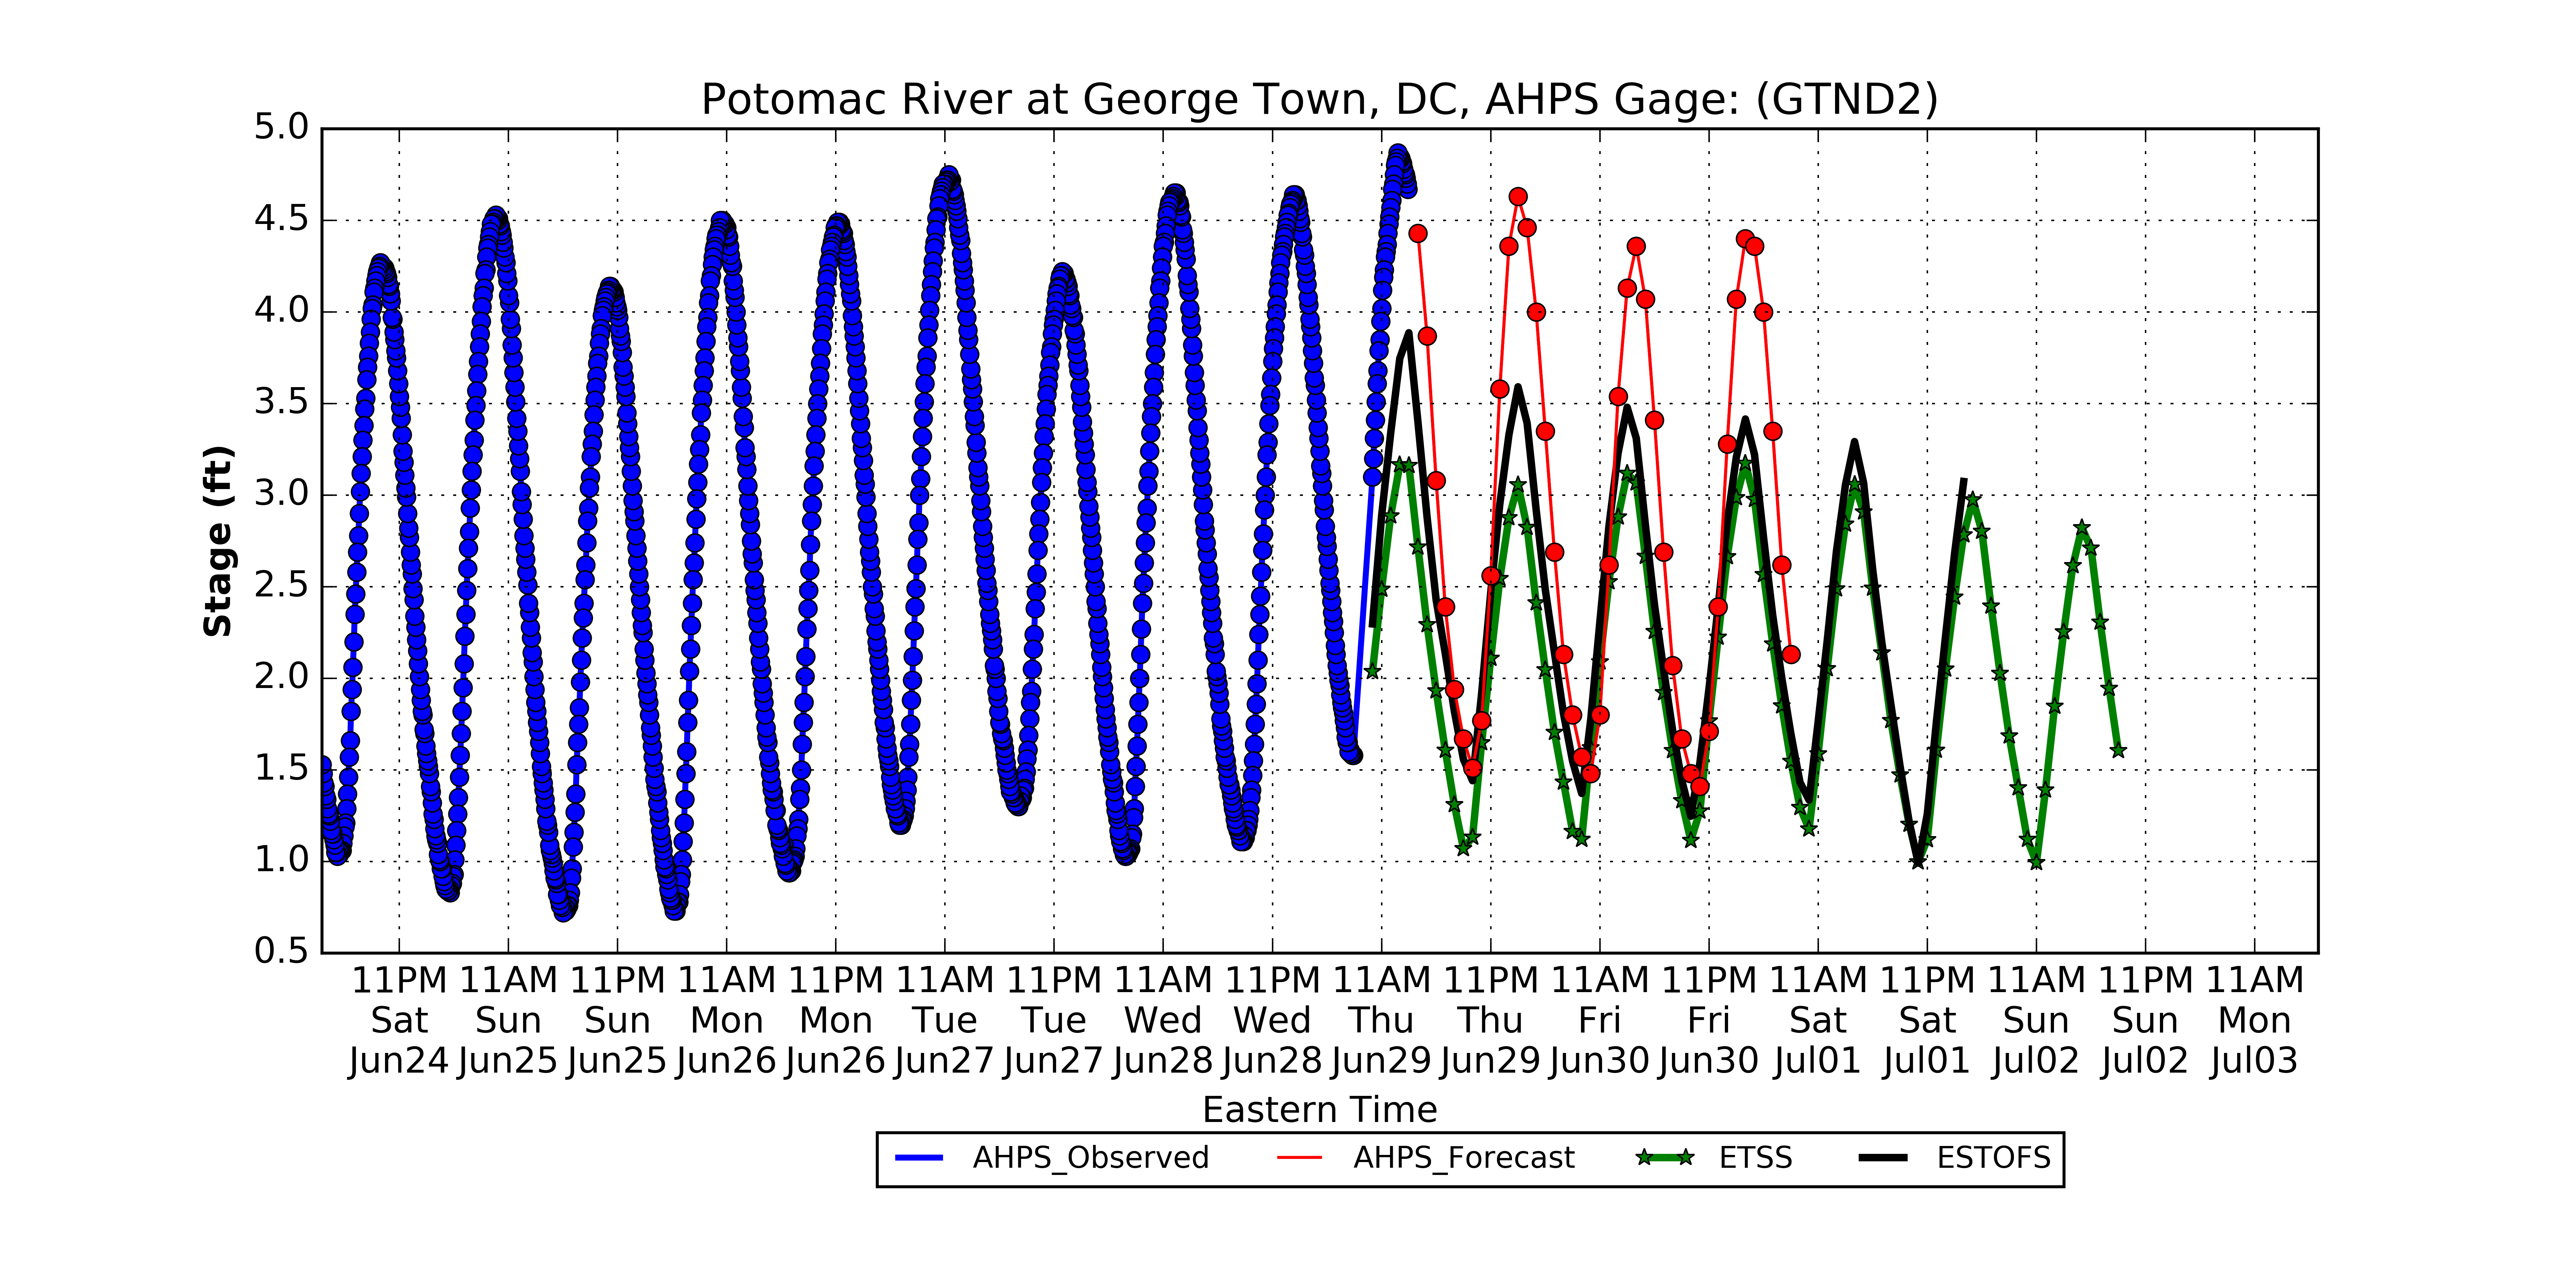 Potomac River at George Town, DC, AHPS Gage: (GTND2)
5.0
4.5
4.0
3.5
3.0
2.5
2.0
1.5
1.0
0.5
Stage (ft)
11PM 11AM 11PM 11AM 11PM 11AM 11PM 11AM 11PM 11AM 11PM 11AM 11PM 11AM 11PM 11AM 11PM 11AM
Sat Sun Sun Mon Mon Tue Tue Wed Wed Thu Thu Fri Fri Sat Sat Sun Sun Mon
Jun24 Jun25 Jun25 Jun26 Jun26 Jun27 Jun27 Jun28 Jun28 Jun29 Jun29 Jun30 Jun30 Jul01 Jul01 Jul02 Jul02 Jul03
Eastern Time
AHPS_Observed AHPS_Forecast ETSS ESTOFS